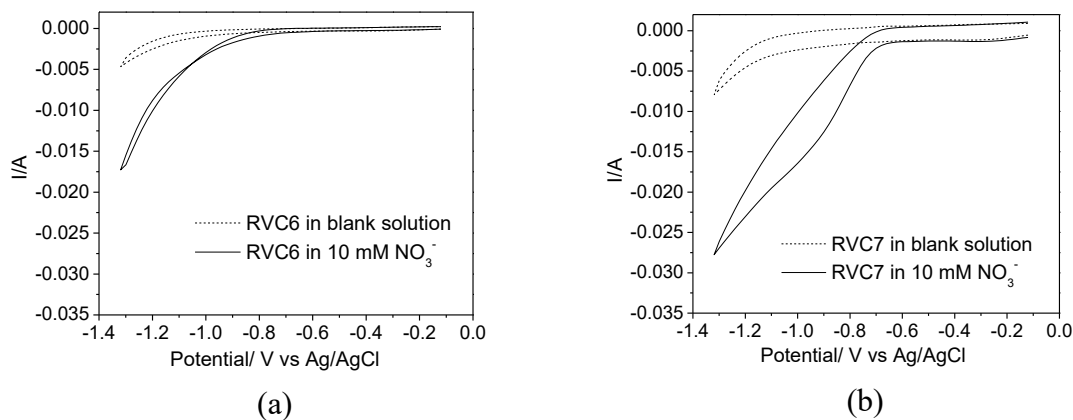 0.000
-0.005
-0.010
-0.015
-0.020
-0.025
-0.030
-0.035
I/A
RVC6 in blank solution
RVC6 in 10 mM NO₃⁻
-1.4 -1.2 -1.0 -0.8 -0.6 -0.4 -0.2 0.0
Potential/ V vs Ag/AgCl
(a)
0.000
-0.005
-0.010
-0.015
-0.020
-0.025
-0.030
-0.035
I/A
RVC7 in blank solution
RVC7 in 10 mM NO₃⁻
-1.4 -1.2 -1.0 -0.8 -0.6 -0.4 -0.2 0.0
Potential/ V vs Ag/AgCl
(b)